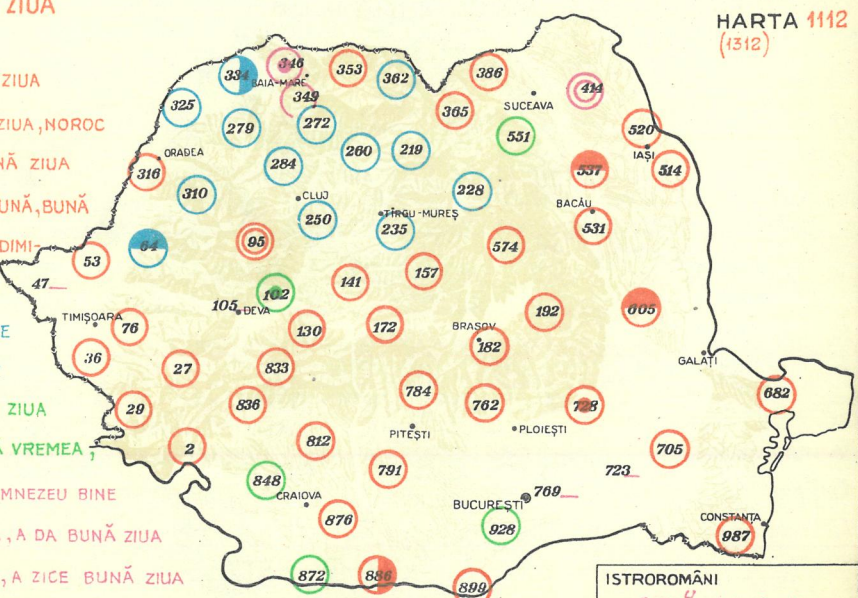 ZIUA
HARTA 1112
(1312)
ZIUA
ZIUA, NOROC
NĂ ZIUA
UNĂ, BUNĂ
DIMI-
E
ZIUA
A VREMEA,
MNEZEU BINE
, A DA BUNĂ ZIUA
, A ZICE BUNĂ ZIUA
334
346
BAIA-MARE
349
353
362
386
414
325
279
272
365
SUCEAVA
551
520
IAȘI
514
ORADEA
316
284
260
219
537
310
CLUJ
250
TÎRGU-MUREȘ
235
228
BACĂU
531
64
95
574
53
47
141
157
102
105
DEVA
TIMIȘOARA
76
130
172
BRAȘOV
182
192
605
36
27
833
GALAȚI
29
836
784
762
728
682
2
812
PITEȘTI
PLOIEȘTI
705
848
791
723
CRAIOVA
876
BUCUREȘTI
769
928
CONSTANȚA
987
872
886
899
ISTROROMÂNI